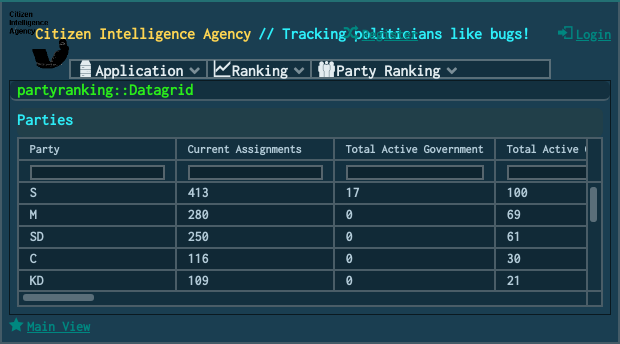 Citizen
Intelligence
Agency
Citizen Intelligence Agency // Tracking politicians like bugs!
Register
Login
Application
Ranking
Party Ranking
partyranking::Datagrid
Parties
Party Current Assignments Total Active Government Total Active
S 413 17 100
M 280 0 69
SD 250 0 61
C 116 0 30
KD 109 0 21
Main View